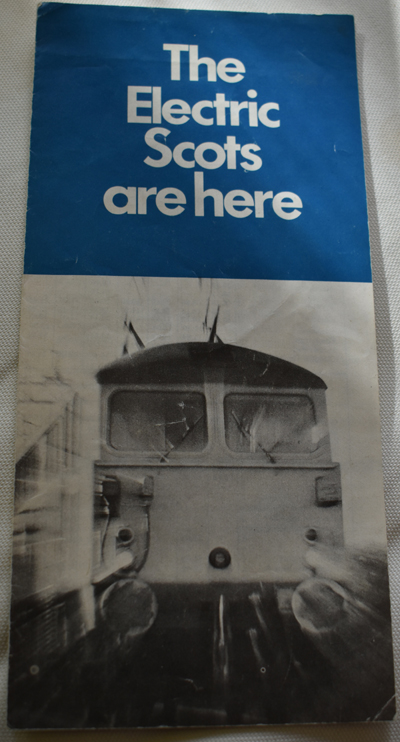 The
Electric
Scots
are here